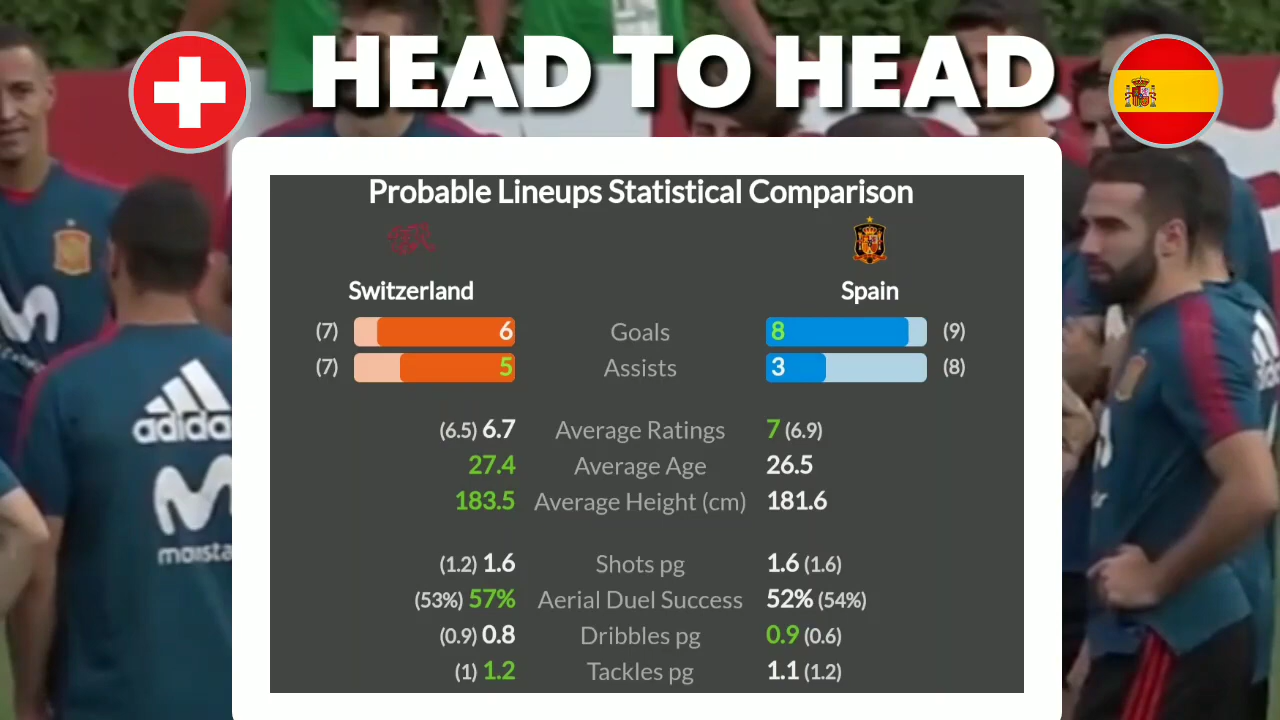 HEAD TO HEAD
Probable Lineups Statistical Comparison
Switzerland Spain
(7) 6 Goals 8 (9)
(7) 5 Assists 3 (8)
(6.5) 6.7 Average Ratings 7 (6.9)
27.4 Average Age 26.5
183.5 Average Height (cm) 181.6
(1.2) 1.6 Shots pg 1.6 (1.6)
(53%) 57% Aerial Duel Success 52% (54%)
(0.9) 0.8 Dribbles pg 0.9 (0.6)
(1) 1.2 Tackles pg 1.1 (1.2)
adidas
movista